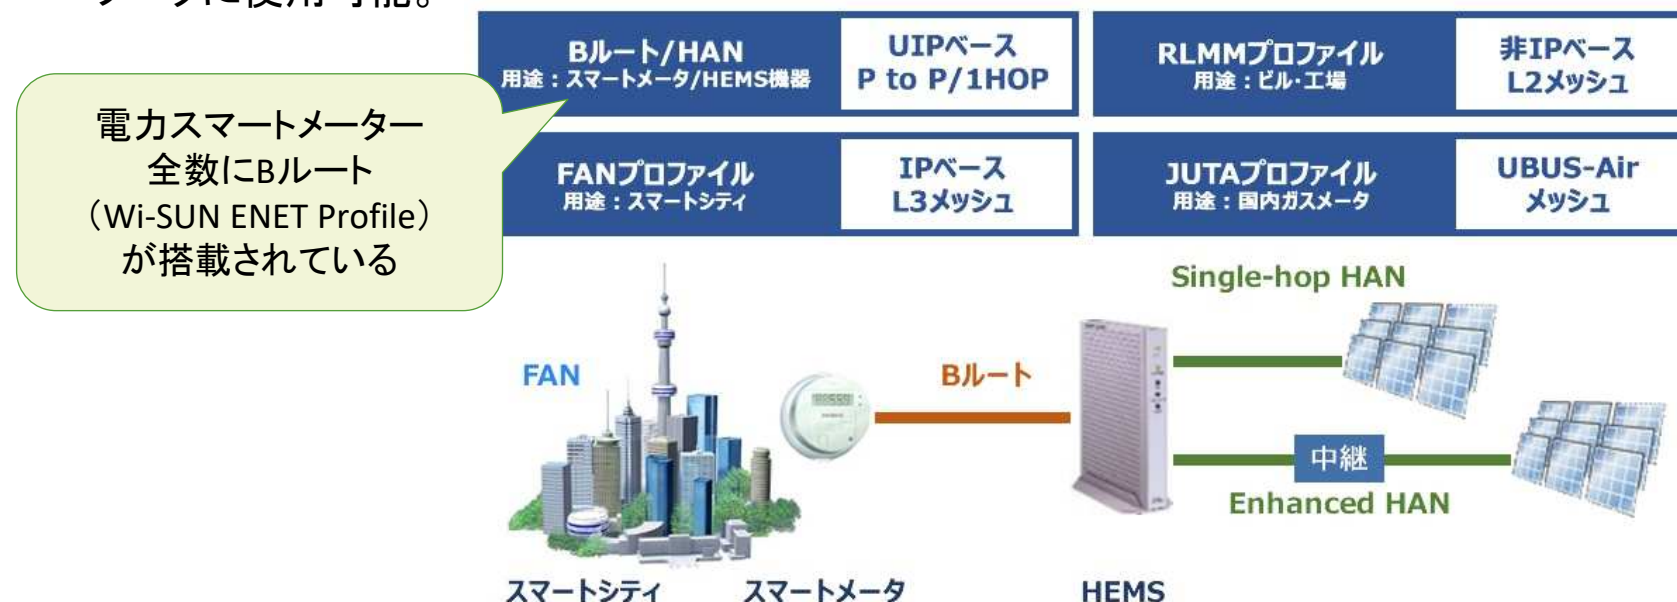 に使用可能。
Bルート/HAN
用途：スマートメータ/HEMS機器
UIPベース
P to P/1HOP
RLMMプロファイル
用途：ビル・工場
非IPベース
L2メッシュ
電力スマートメーター
全数にBルート
（Wi-SUN ENET Profile）
が搭載されている
FANプロファイル
用途：スマートシティ
IPベース
L3メッシュ
JUTAプロファイル
用途：国内ガスメータ
UBUS-Air
メッシュ
Single-hop HAN
FAN
Bルート
中継
Enhanced HAN
スマートシティ
スマートメータ
HEMS